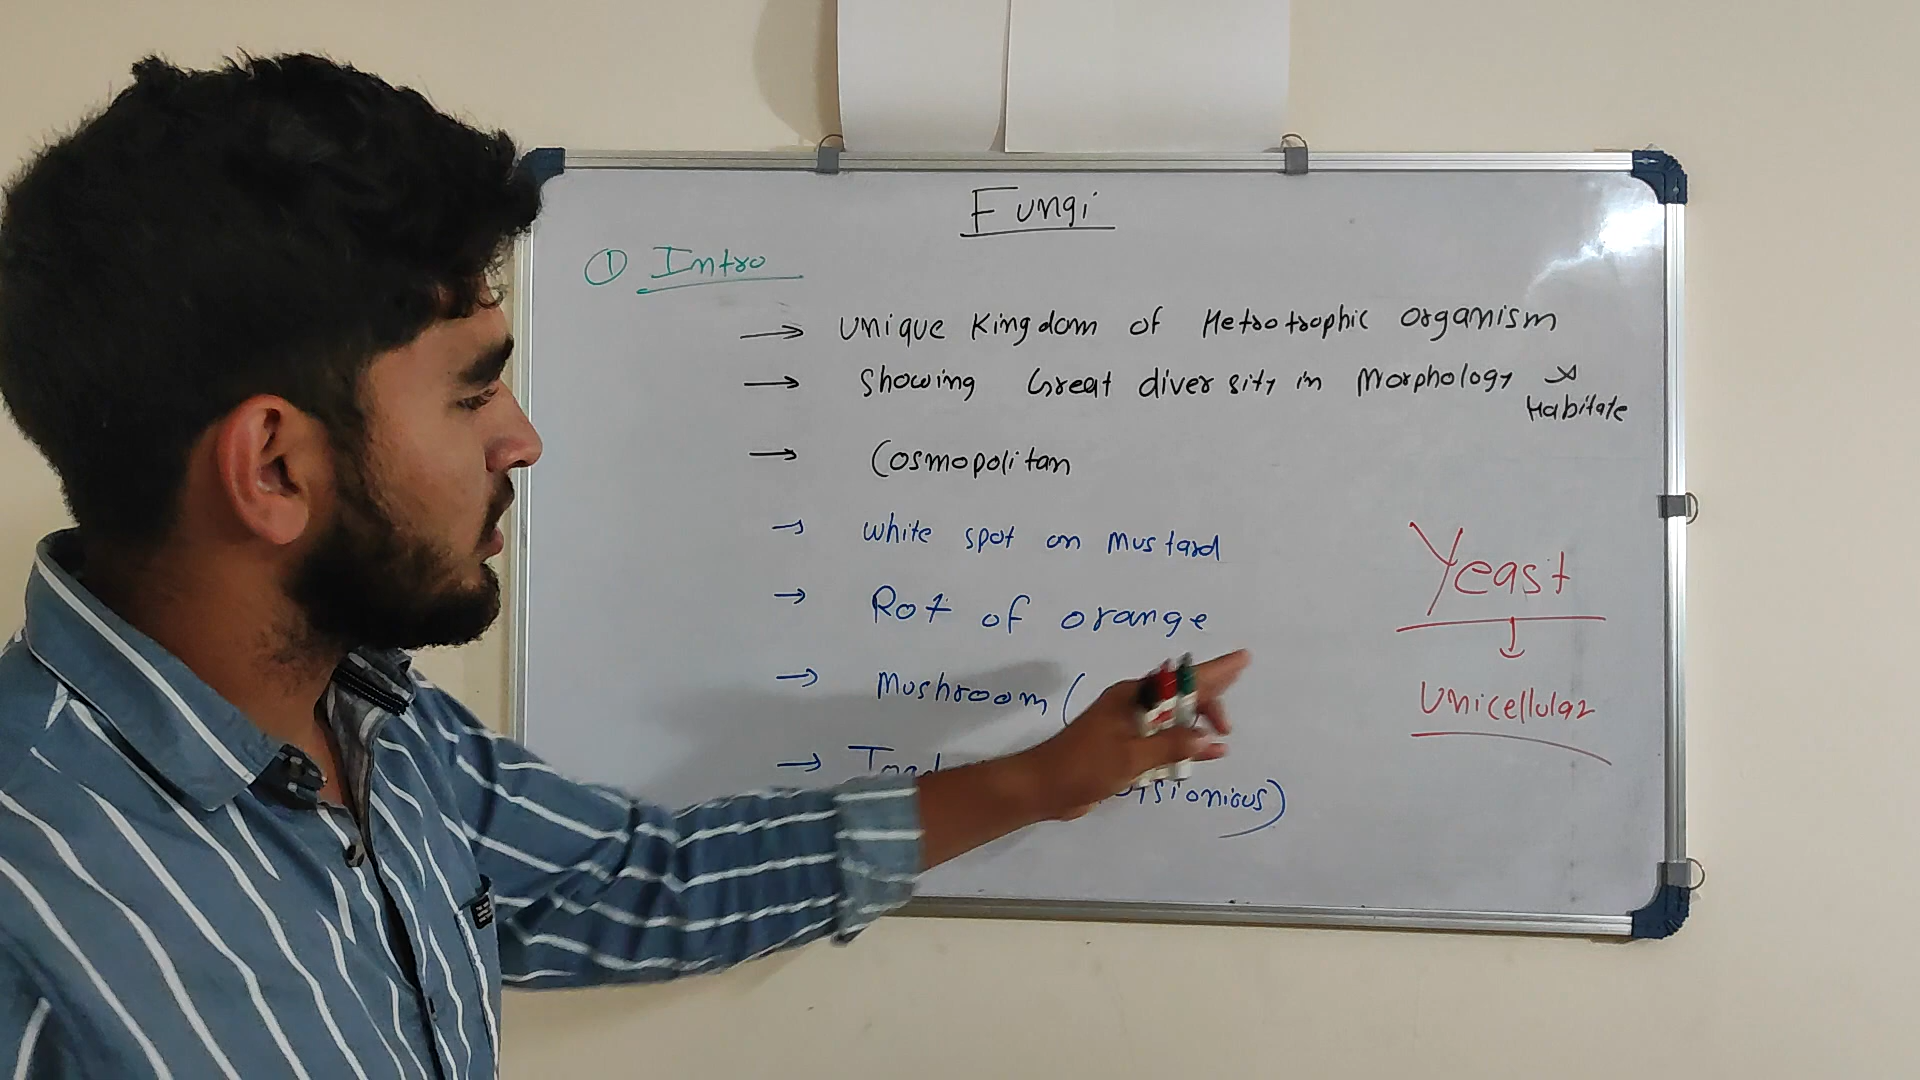 Fungi
① Intro
→ Unique Kingdom of Hetrotrophic organism
→ Showing Great diversity in Morphology &
Habitate
→ Cosmopolitan
→ white spot on mustard
→ Rot of orange
→ Mushroom (
Yeast
↓
Unicellular